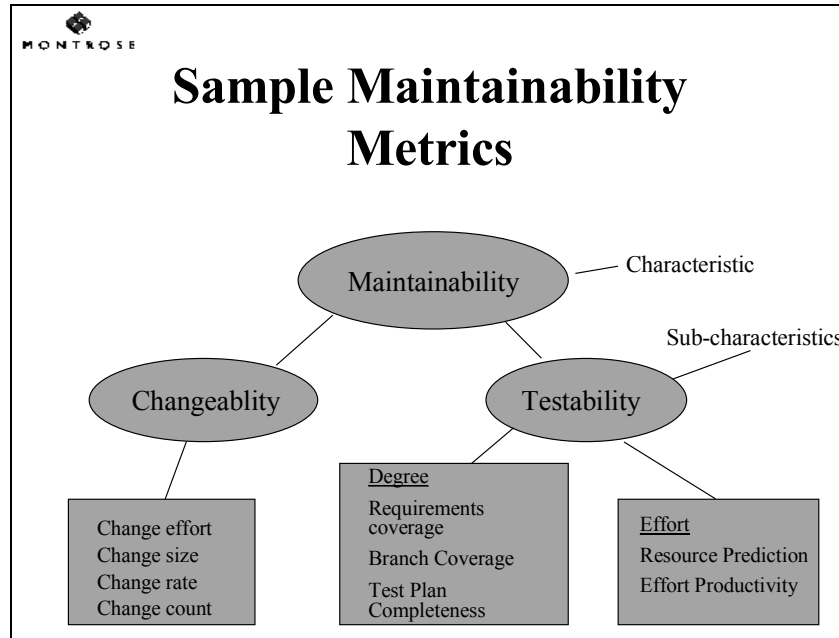 MONTROSE
Sample Maintainability
Metrics
Maintainability
Characteristic
Sub-characteristics
Changeablity
Testability
Change effort
Change size
Change rate
Change count
Degree
Requirements
coverage
Branch Coverage
Test Plan
Completeness
Effort
Resource Prediction
Effort Productivity